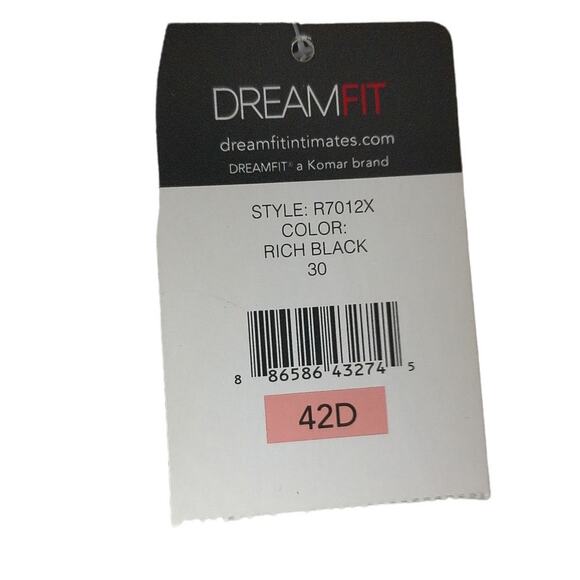 DREAMFIT
dreamfitintimates.com
DREAMFIT® a Komar brand
STYLE: R7012X
COLOR:
RICH BLACK
30
8 86586 43274 5
42D